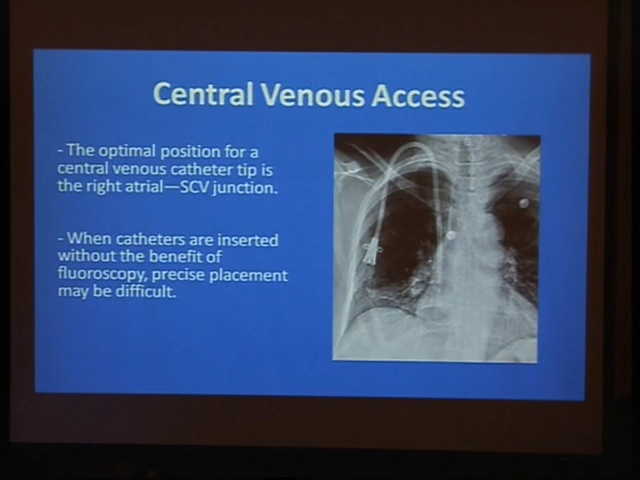 Central Venous Access
- The optimal position for a
central venous catheter tip is
the right atrial—SCV junction.
- When catheters are inserted
without the benefit of
fluoroscopy, precise placement
may be difficult.